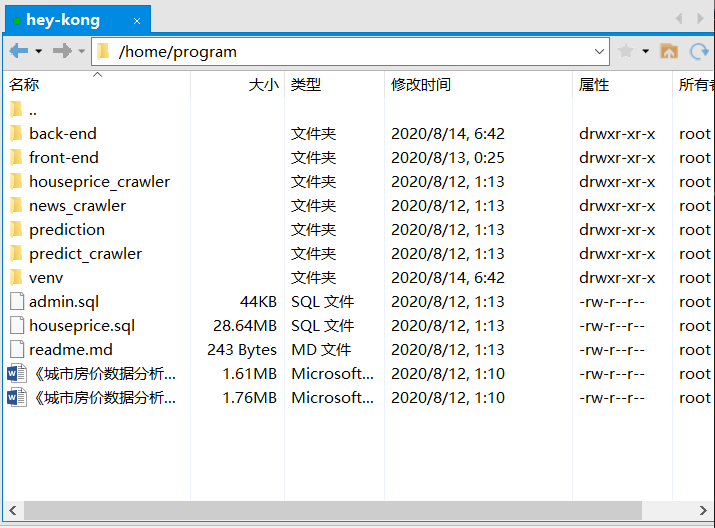 hey-kong ×
/home/program
名称 大小 类型 修改时间 属性 所有者
..
back-end 文件夹 2020/8/14, 6:42 drwxr-xr-x root
front-end 文件夹 2020/8/13, 0:25 drwxr-xr-x root
houseprice_crawler 文件夹 2020/8/12, 1:13 drwxr-xr-x root
news_crawler 文件夹 2020/8/12, 1:13 drwxr-xr-x root
prediction 文件夹 2020/8/12, 1:13 drwxr-xr-x root
predict_crawler 文件夹 2020/8/12, 1:13 drwxr-xr-x root
venv 文件夹 2020/8/14, 6:42 drwxr-xr-x root
admin.sql 44KB SQL 文件 2020/8/12, 1:13 -rw-r--r-- root
houseprice.sql 28.64MB SQL 文件 2020/8/12, 1:13 -rw-r--r-- root
readme.md 243 Bytes MD 文件 2020/8/12, 1:13 -rw-r--r-- root
《城市房价数据分析... 1.61MB Microsoft... 2020/8/12, 1:10 -rw-r--r-- root
《城市房价数据分析... 1.76MB Microsoft... 2020/8/12, 1:10 -rw-r--r-- root